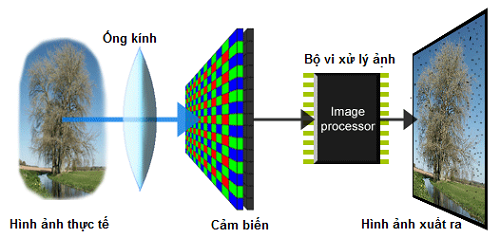 Ống kính
Bộ vi xử lý ảnh
Image
processor
Hình ảnh thực tế
Cảm biến
Hình ảnh xuất ra